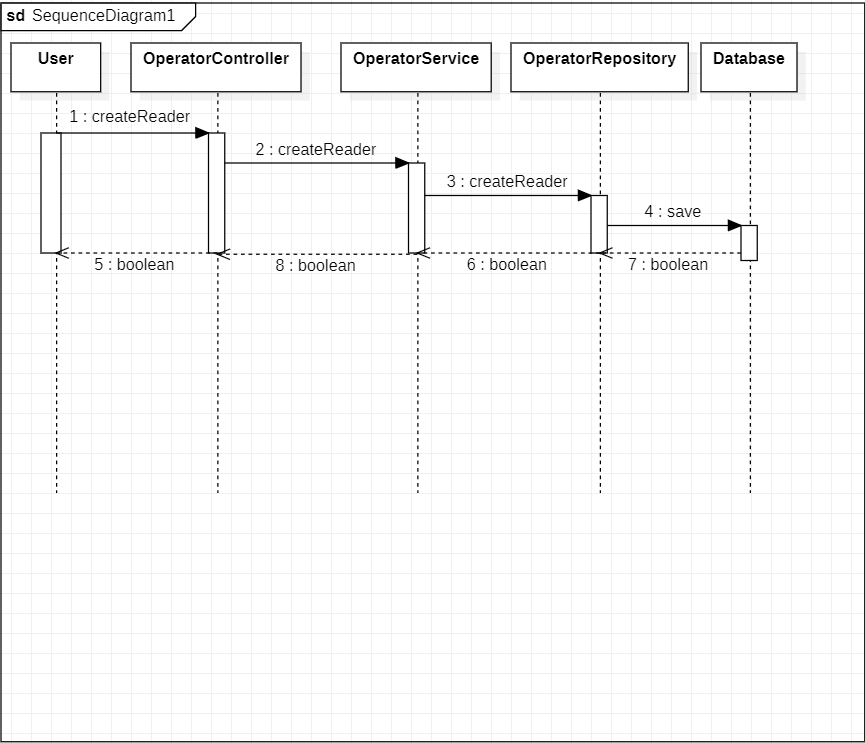 sd SequenceDiagram1
User
OperatorController
OperatorService
OperatorRepository
Database
1 : createReader
2 : createReader
3 : createReader
4 : save
5 : boolean
8 : boolean
6 : boolean
7 : boolean